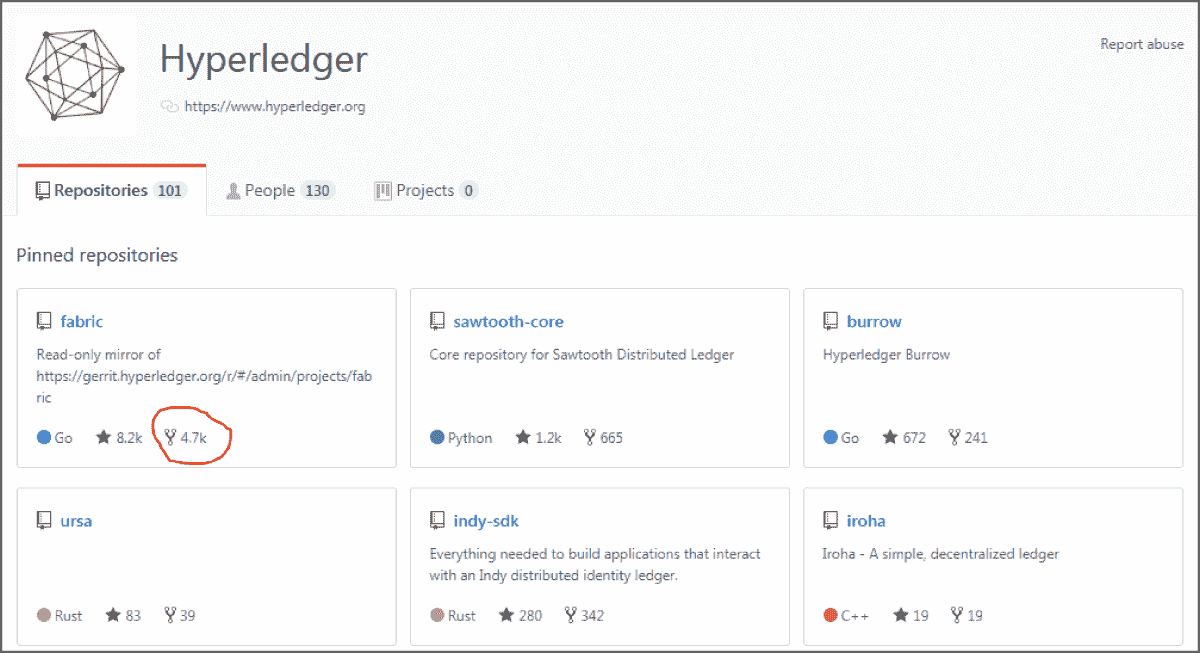 Hyperledger
Report abuse
https://www.hyperledger.org
Repositories 101 People 130 Projects 0
Pinned repositories
fabric
Read-only mirror of
https://gerrit.hyperledger.org/r/#/admin/projects/fab
ric
Go 8.2k 4.7k
sawtooth-core
Core repository for Sawtooth Distributed Ledger
Python 1.2k 665
burrow
Hyperledger Burrow
Go 672 241
ursa
Rust 83 39
indy-sdk
Everything needed to build applications that interact
with an Indy distributed identity ledger.
Rust 280 342
iroha
Iroha - A simple, decentralized ledger
C++ 19 19